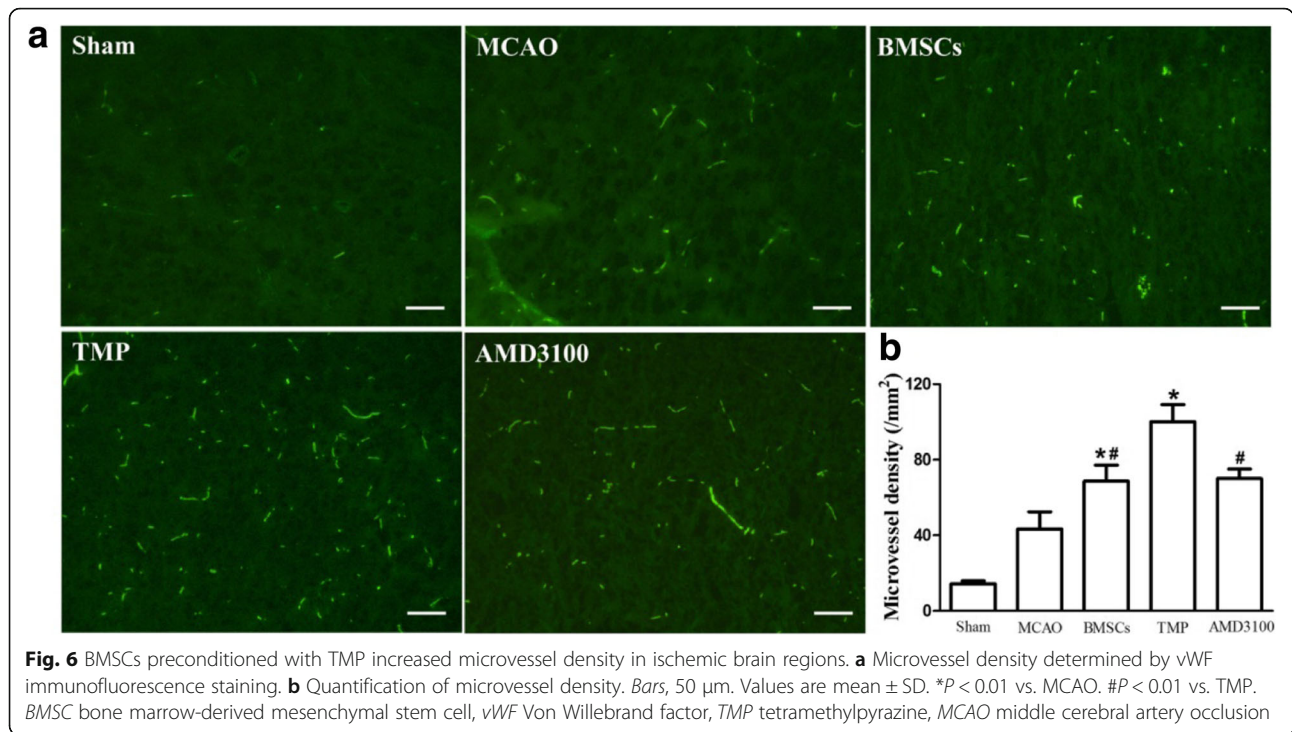 a
Sham
MCAO
BMSCs
TMP
AMD3100
b
Microvessel density (/mm²)
120
80
40
0
*#
*
#
Sham
MCAO
BMSCs
TMP
AMD3100
Fig. 6 BMSCs preconditioned with TMP increased microvessel density in ischemic brain regions. a Microvessel density determined by vWF
immunofluorescence staining. b Quantification of microvessel density. Bars, 50 μm. Values are mean ± SD. *P < 0.01 vs. MCAO. #P < 0.01 vs. TMP.
BMSC bone marrow-derived mesenchymal stem cell, vWF Von Willebrand factor, TMP tetramethylpyrazine, MCAO middle cerebral artery occlusion